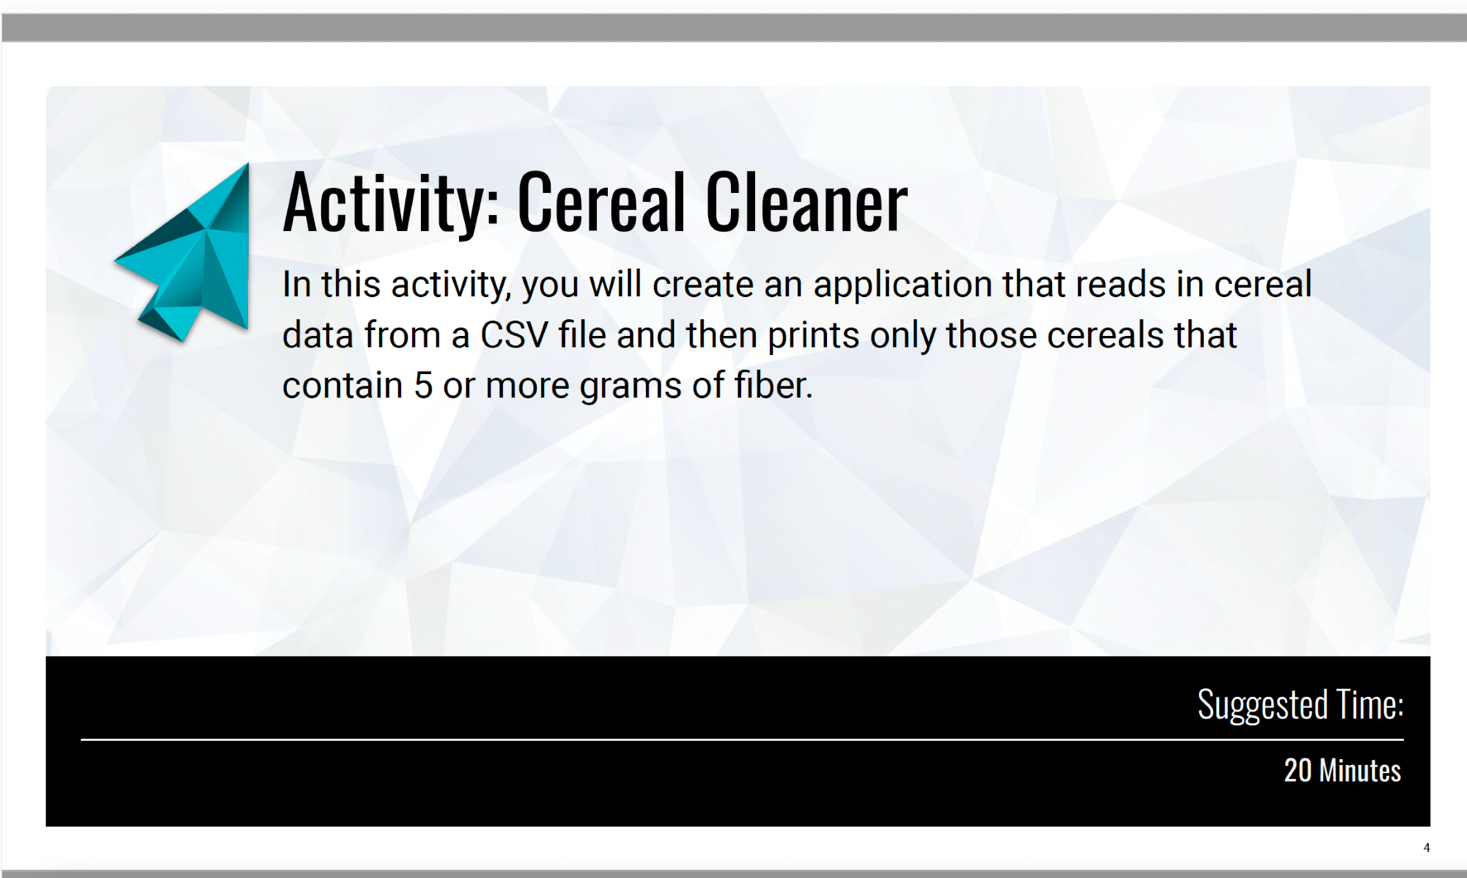 Activity: Cereal Cleaner
In this activity, you will create an application that reads in cereal
data from a CSV file and then prints only those cereals that
contain 5 or more grams of fiber.
Suggested Time:
20 Minutes
4